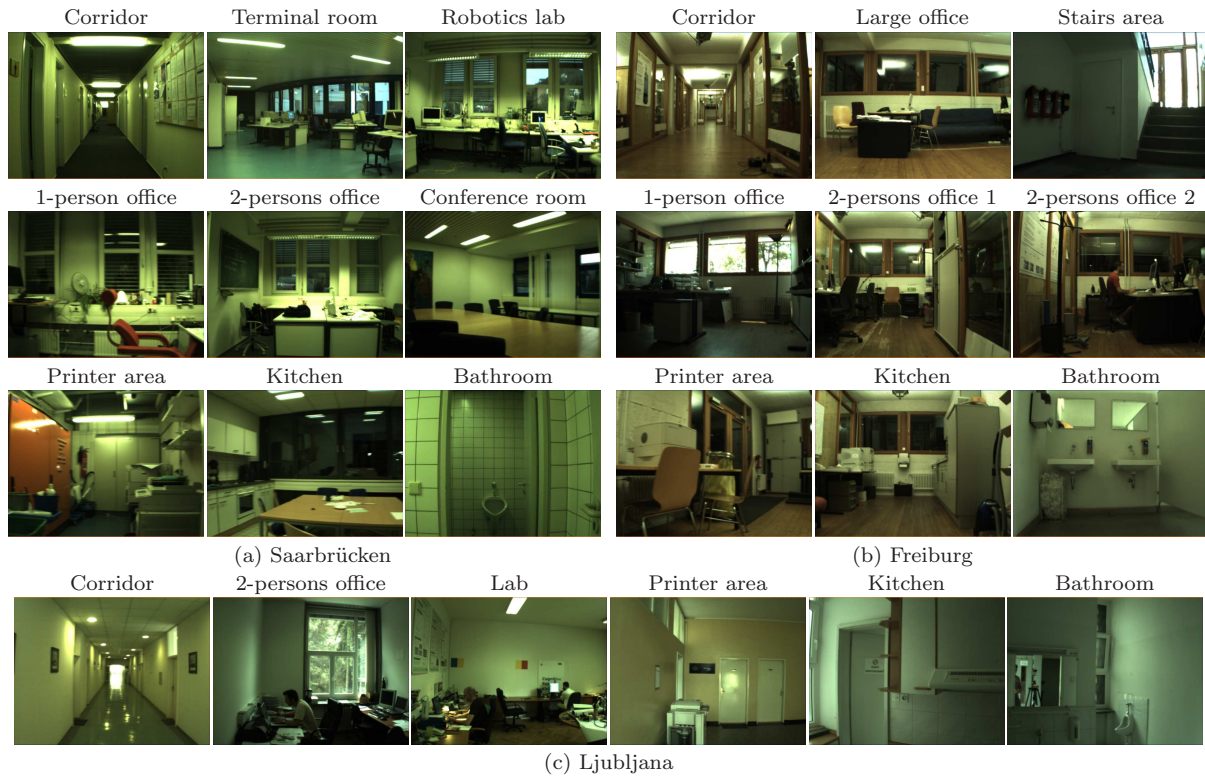 Corridor Terminal room Robotics lab Corridor Large office Stairs area
1-person office 2-persons office Conference room 1-person office 2-persons office 1 2-persons office 2
Printer area Kitchen Bathroom Printer area Kitchen Bathroom
(a) Saarbrücken (b) Freiburg
Corridor 2-persons office Lab Printer area Kitchen Bathroom
(c) Ljubljana